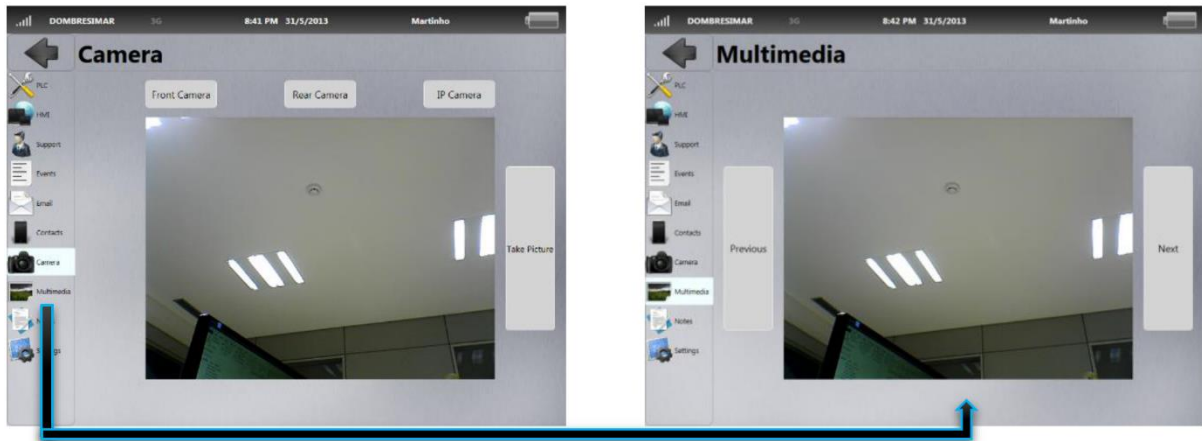 DOMBRESIMAR 3G 8:41 PM 31/5/2013 Martinho
Camera
PLC
HMI
Support
Events
Email
Contacts
Camera
Multimedia
Front Camera Rear Camera IP Camera
Take Picture
DOMBRESIMAR 3G 8:42 PM 31/5/2013 Martinho
Multimedia
PLC
HMI
Support
Events
Email
Contacts
Camera
Multimedia
Notes
Settings
Previous
Next